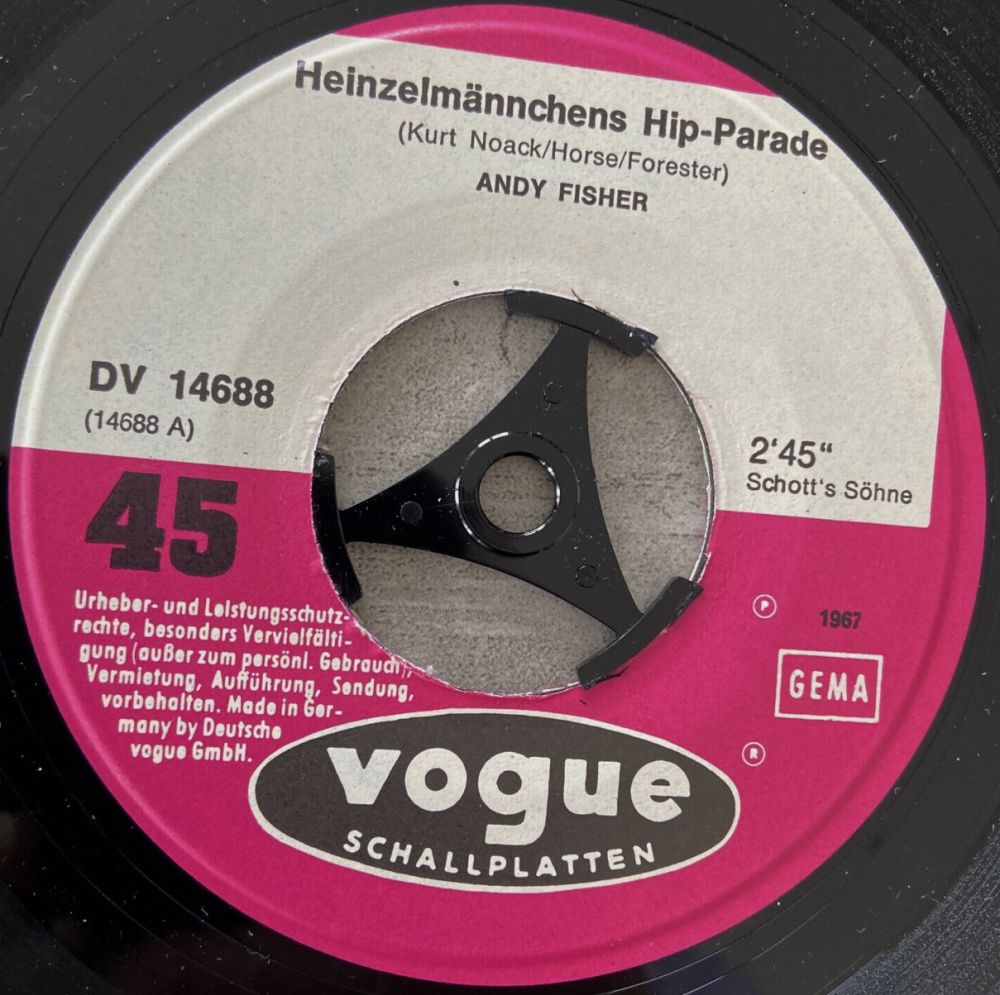 Heinzelmännchens Hip-Parade
(Kurt Noack/Horse/Forester)
ANDY FISHER
DV 14688
(14688 A)
2'45"
Schott's Söhne
45
Urheber- und Leistungsschutz-
rechte, besonders Vervielfälti-
gung (außer zum persönl. Gebrauch),
Vermietung, Aufführung, Sendung,
vorbehalten. Made in Ger-
many by Deutsche
vogue GmbH.
P 1967
GEMA
R
vogue
SCHALLPLATTEN